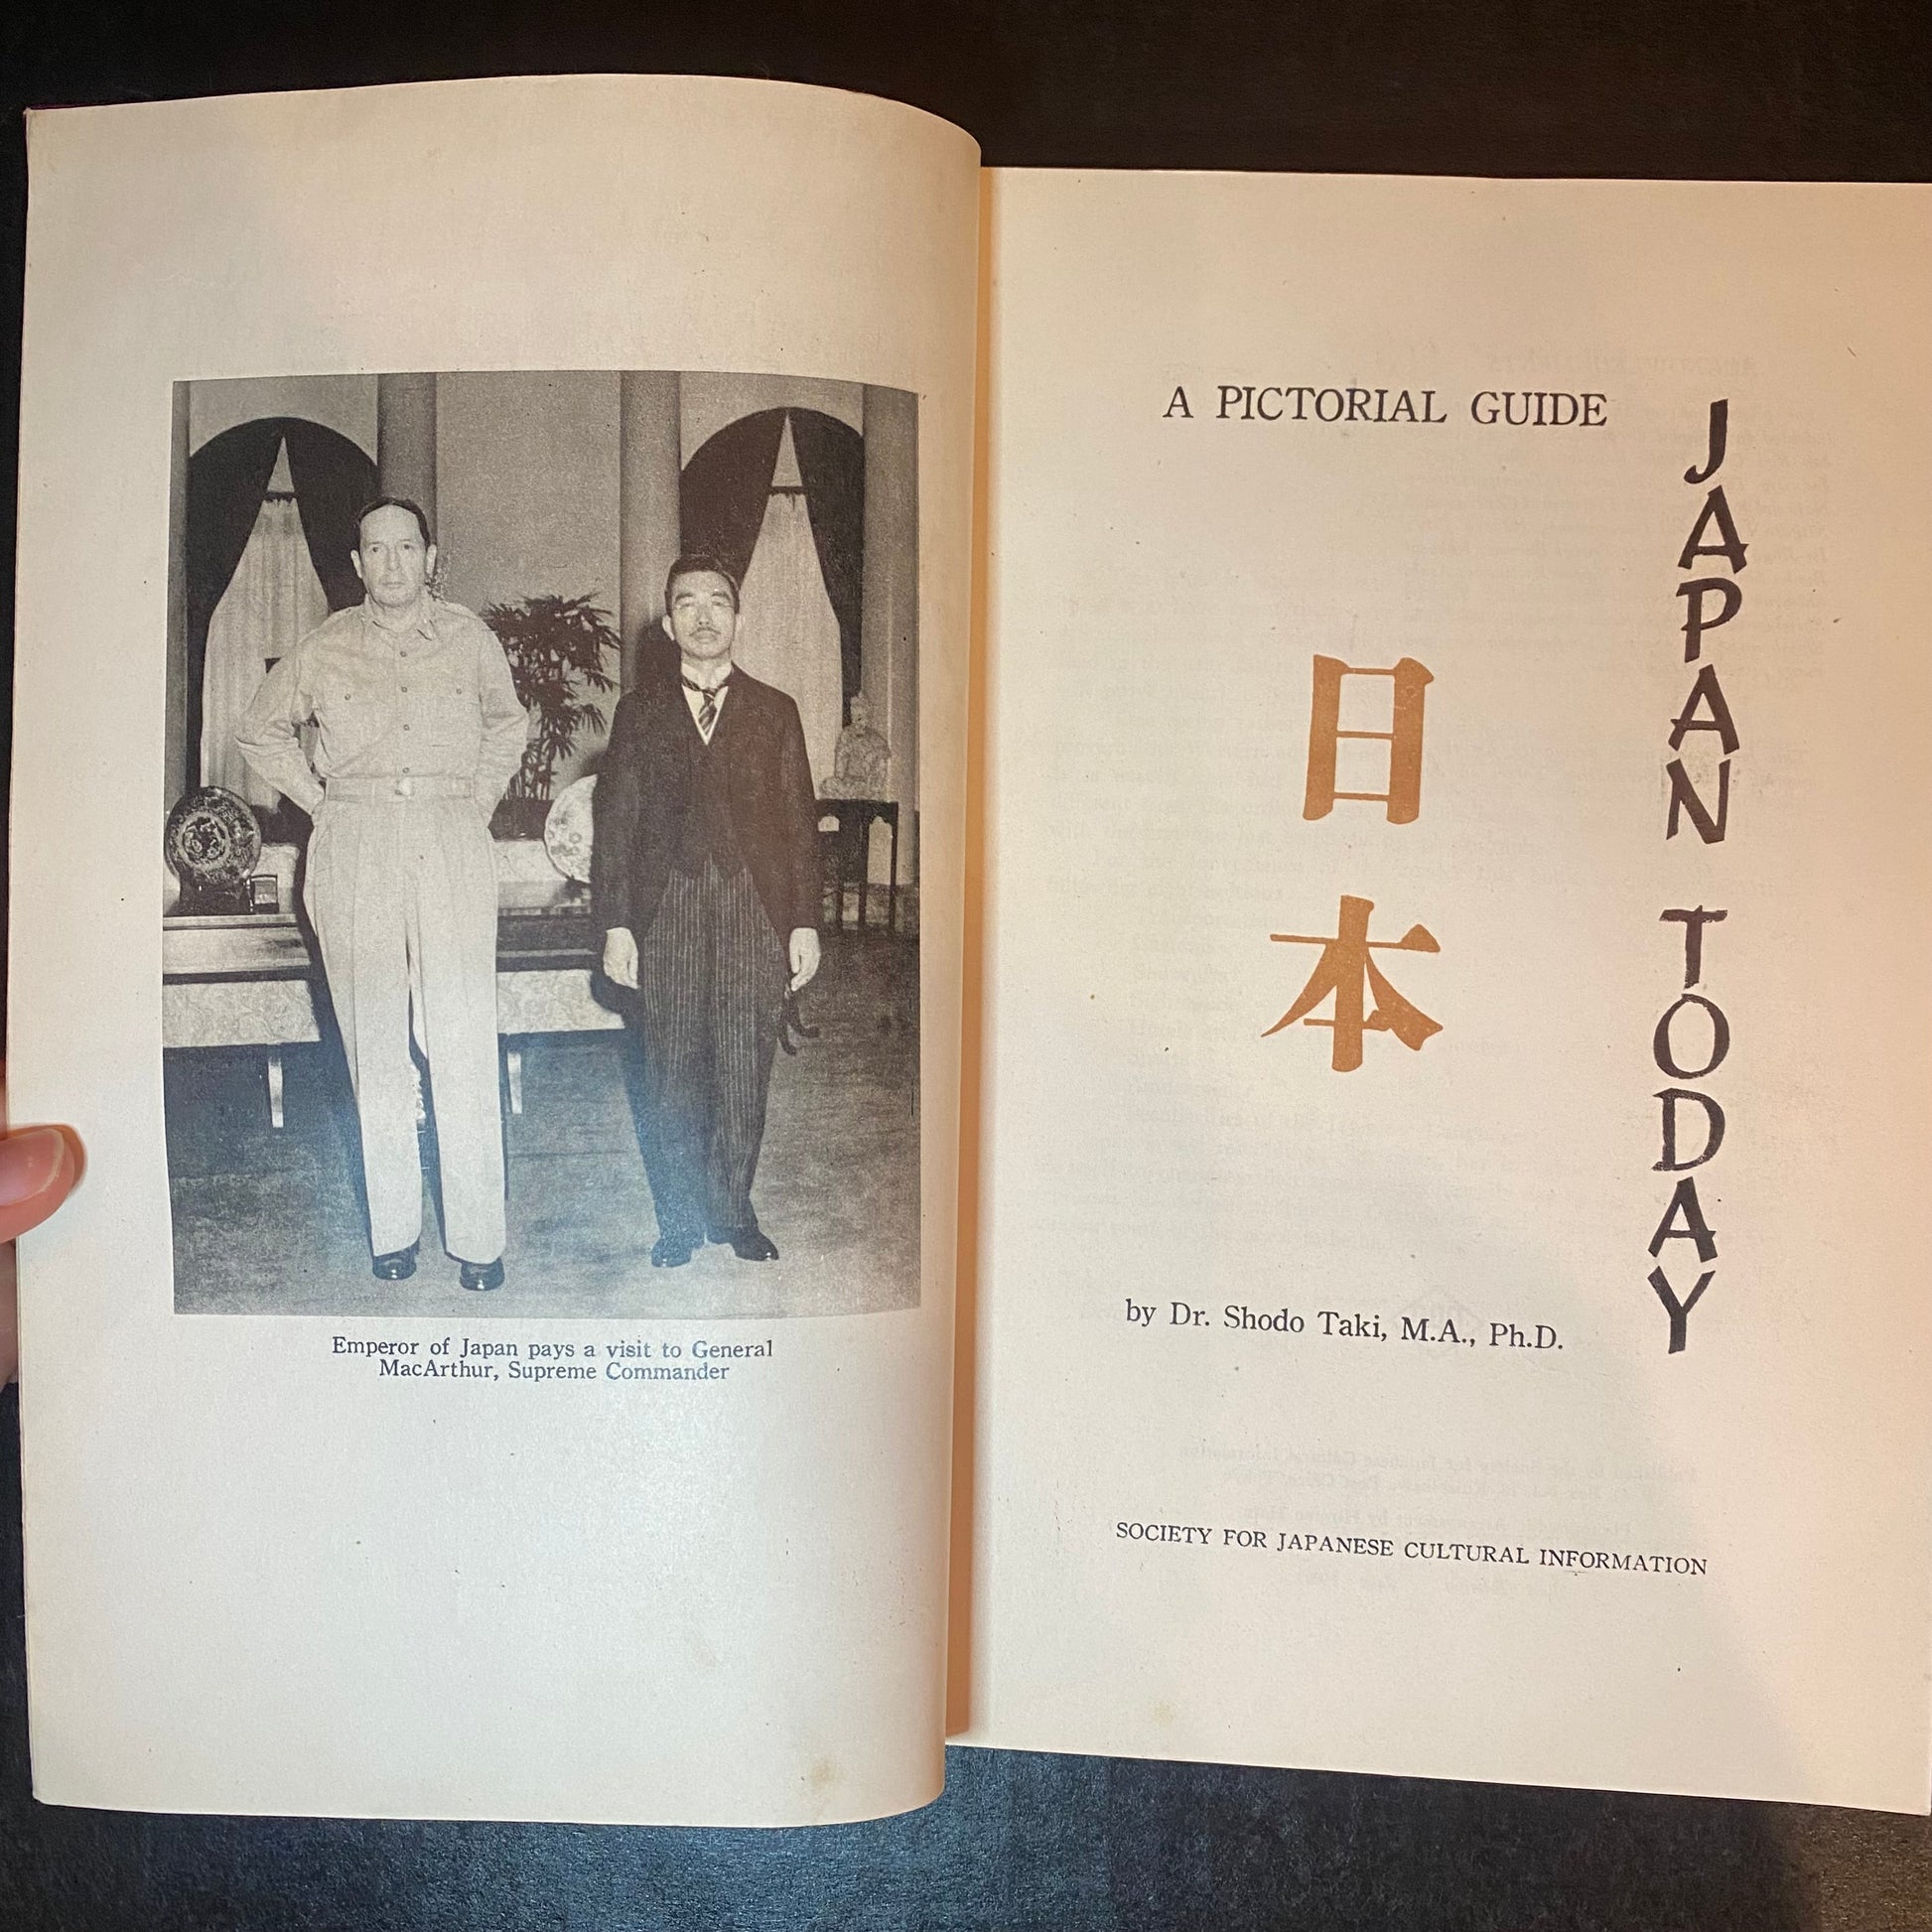 Emperor of Japan pays a visit to General
MacArthur, Supreme Commander
A PICTORIAL GUIDE
JAPAN TODAY
日本
by Dr. Shodo Taki, M.A., Ph.D.
SOCIETY FOR JAPANESE CULTURAL INFORMATION